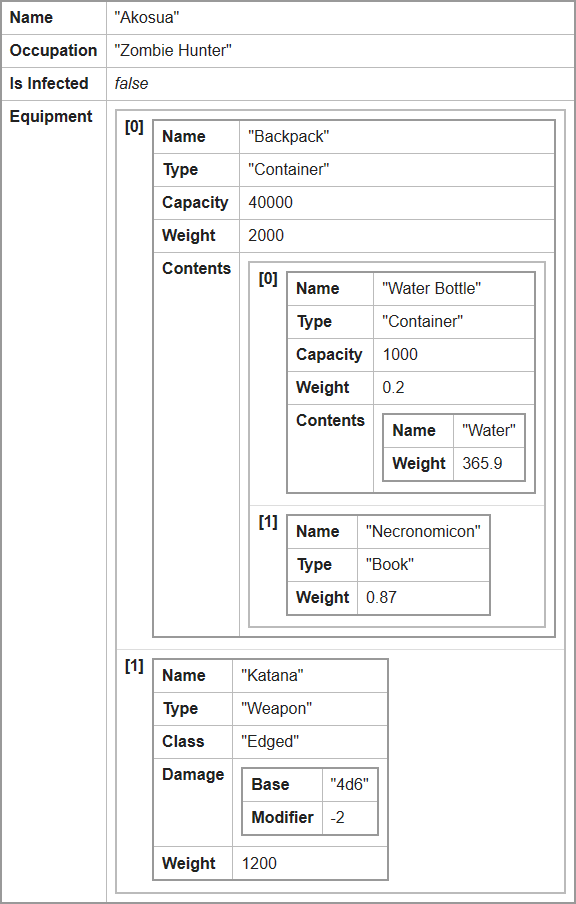 Name "Akosua"
Occupation "Zombie Hunter"
Is Infected false
Equipment
[0]
Name "Backpack"
Type "Container"
Capacity 40000
Weight 2000
Contents
[0]
Name "Water Bottle"
Type "Container"
Capacity 1000
Weight 0.2
Contents
Name "Water"
Weight 365.9
[1]
Name "Necronomicon"
Type "Book"
Weight 0.87
[1]
Name "Katana"
Type "Weapon"
Class "Edged"
Damage
Base "4d6"
Modifier -2
Weight 1200